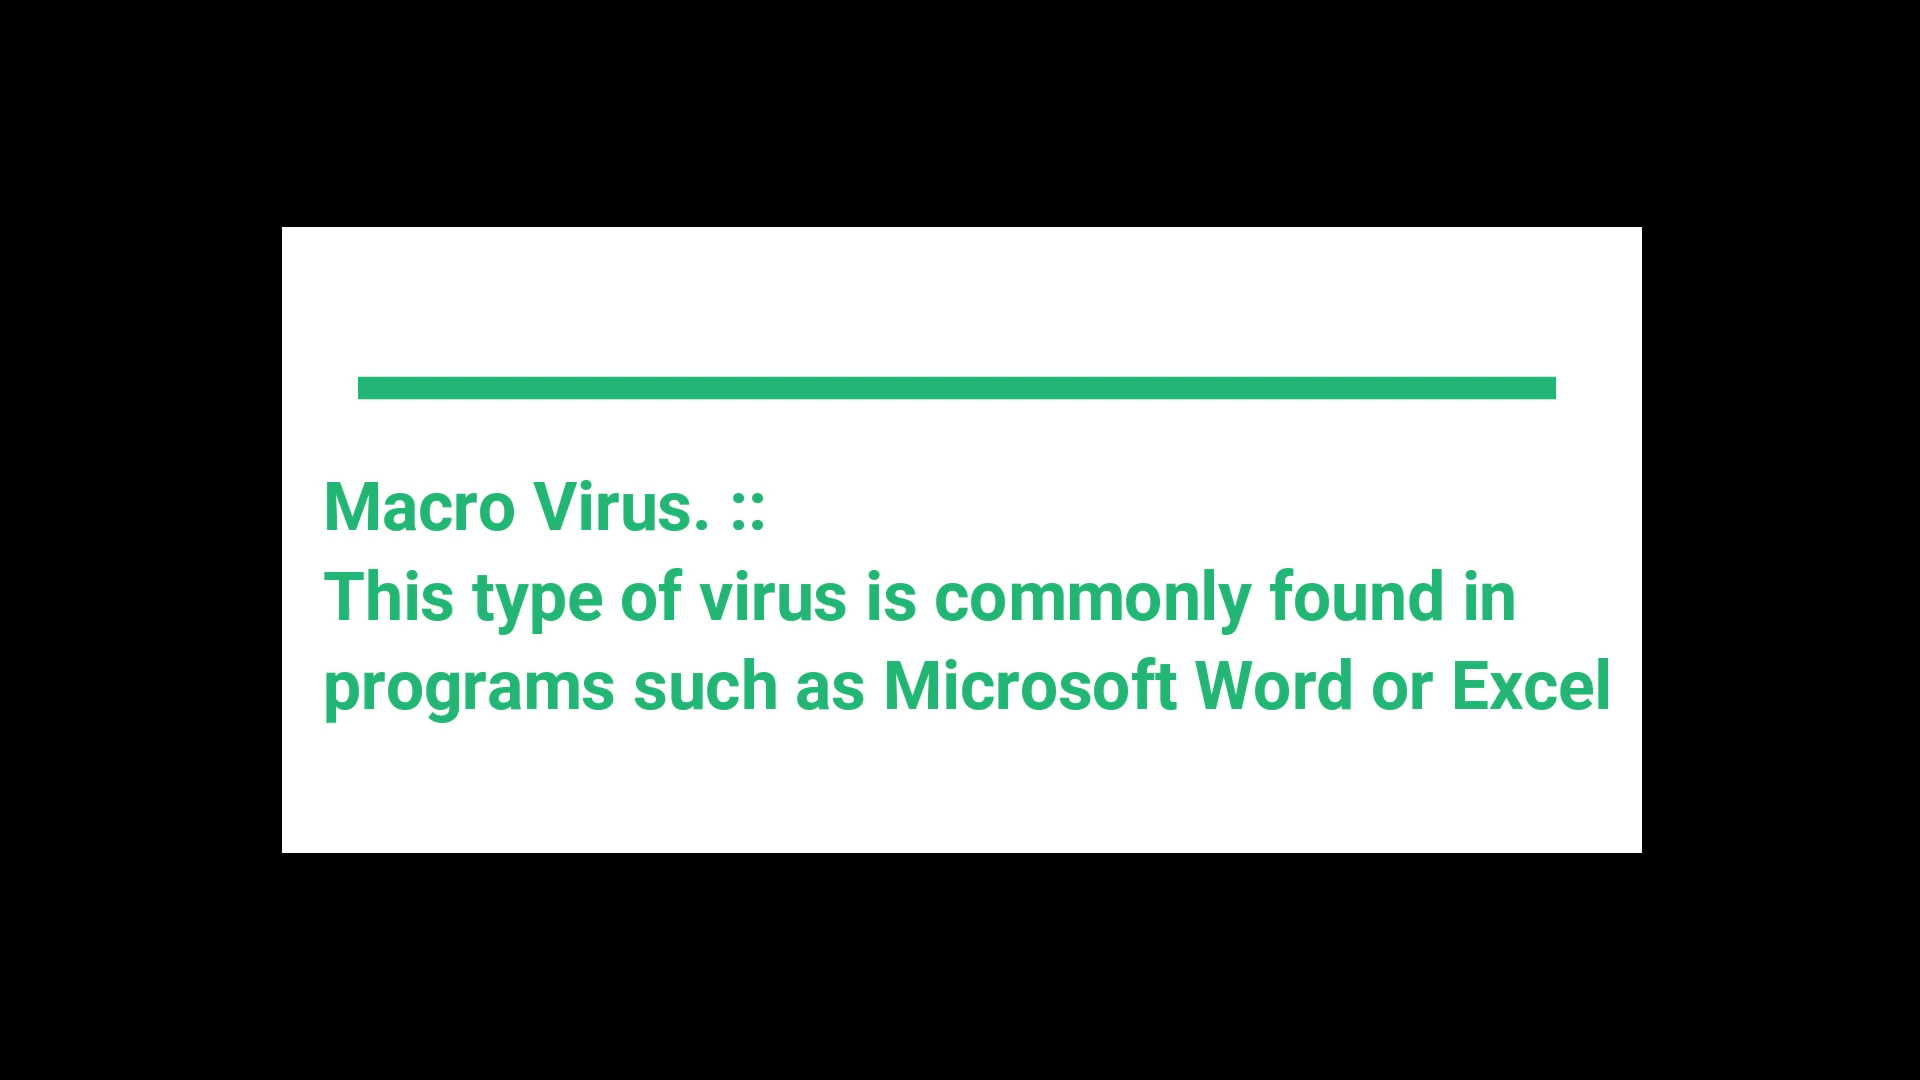 Macro Virus. ::
This type of virus is commonly found in
programs such as Microsoft Word or Excel